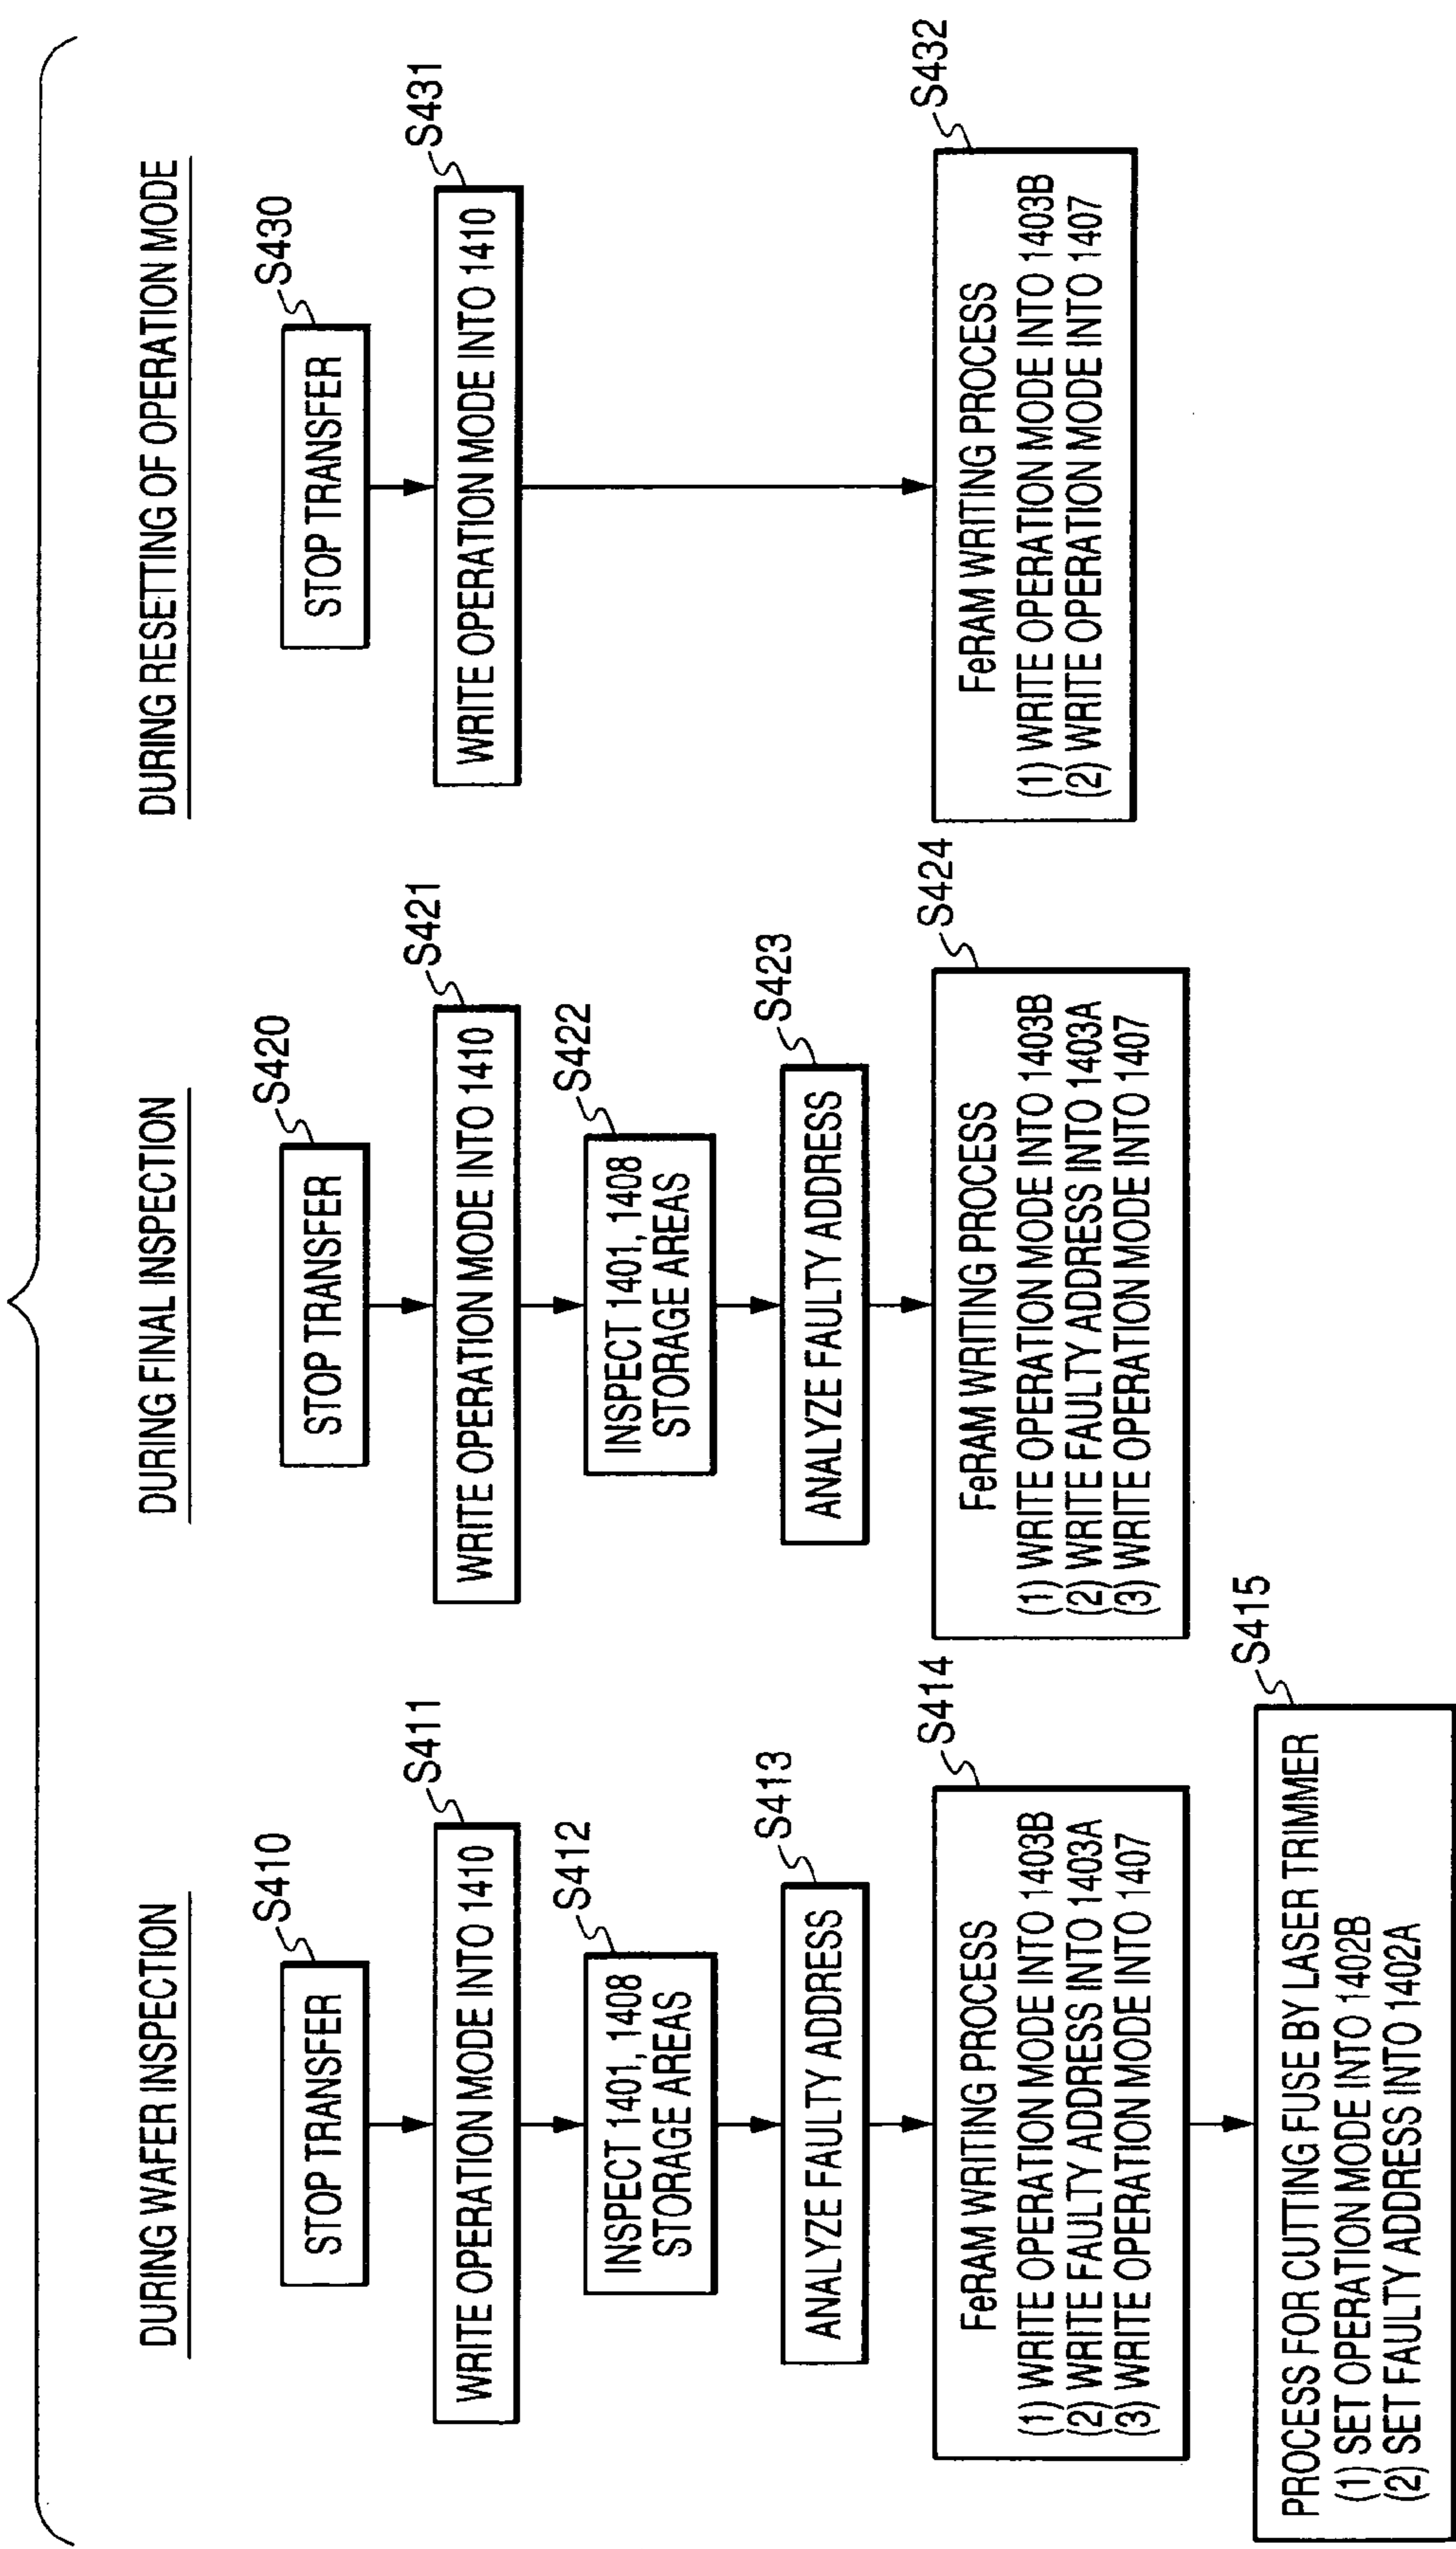 DURING WAFER INSPECTION
S410
STOP TRANSFER
S411
WRITE OPERATION MODE INTO 1410
S412
INSPECT 1401, 1408
STORAGE AREAS
S413
ANALYZE FAULTY ADDRESS
S414
FeRAM WRITING PROCESS
(1) WRITE OPERATION MODE INTO 1403B
(2) WRITE FAULTY ADDRESS INTO 1403A
(3) WRITE OPERATION MODE INTO 1407
S415
PROCESS FOR CUTTING FUSE BY LASER TRIMMER
(1) SET OPERATION MODE INTO 1402B
(2) SET FAULTY ADDRESS INTO 1402A
DURING FINAL INSPECTION
S420
STOP TRANSFER
S421
WRITE OPERATION MODE INTO 1410
S422
INSPECT 1401, 1408
STORAGE AREAS
S423
ANALYZE FAULTY ADDRESS
S424
FeRAM WRITING PROCESS
(1) WRITE OPERATION MODE INTO 1403B
(2) WRITE FAULTY ADDRESS INTO 1403A
(3) WRITE OPERATION MODE INTO 1407
DURING RESETTING OF OPERATION MODE
S430
STOP TRANSFER
S431
WRITE OPERATION MODE INTO 1410
S432
FeRAM WRITING PROCESS
(1) WRITE OPERATION MODE INTO 1403B
(2) WRITE OPERATION MODE INTO 1407